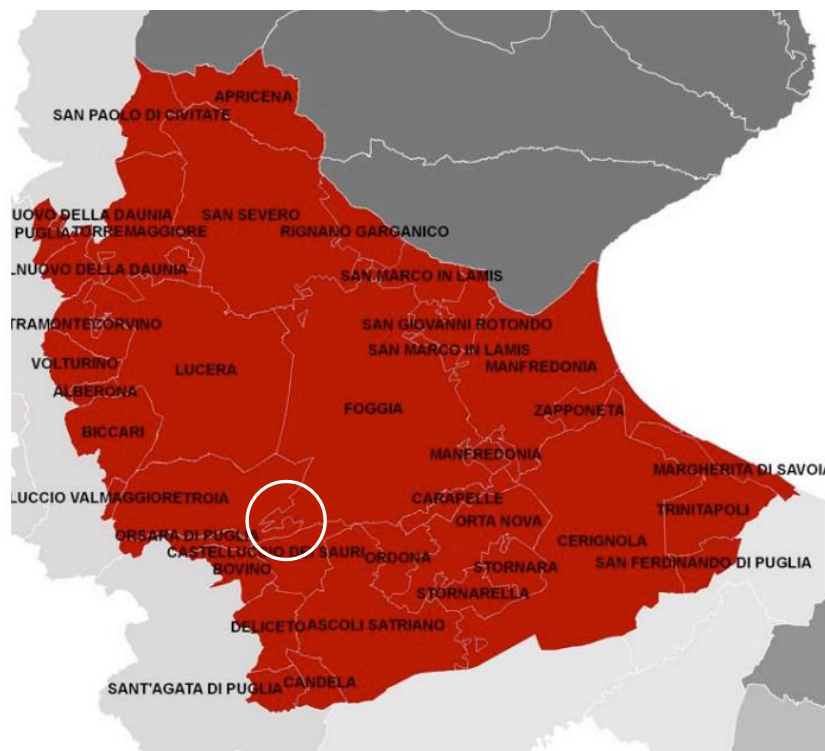 APRICENA
SAN PAOLO DI CIVITATE
UOVO DELLA DAUNIA
SAN SEVERO
PUGLIA
TORREMAGGIORE
RIGNANO GARGANICO
LNUOVO DELLA DAUNIA
SAN MARCO IN LAMIS
TRAMONTECORVINO
SAN GIOVANNI ROTONDO
SAN MARCO IN LAMIS
VOLTURINO
LUCERA
MANFREDONIA
ALBERONA
FOGGIA
ZAPPONETA
BICCARI
MANFREDONIA
MARGHERITA DI SAVOIA
LUCCIO VALMAGGIORE
TROIA
CARAPELLE
TRINITAPOLI
ORTA NOVA
ORSARA DI PUGLIA
CERIGNOLA
CASTELLUCCIO DEI SAURI
ORDONA
BOVINO
STORNARA
SAN FERDINANDO DI PUGLIA
STORNARELLA
DELICETO
ASCOLI SATRIANO
SANT'AGATA DI PUGLIA
CANDELA